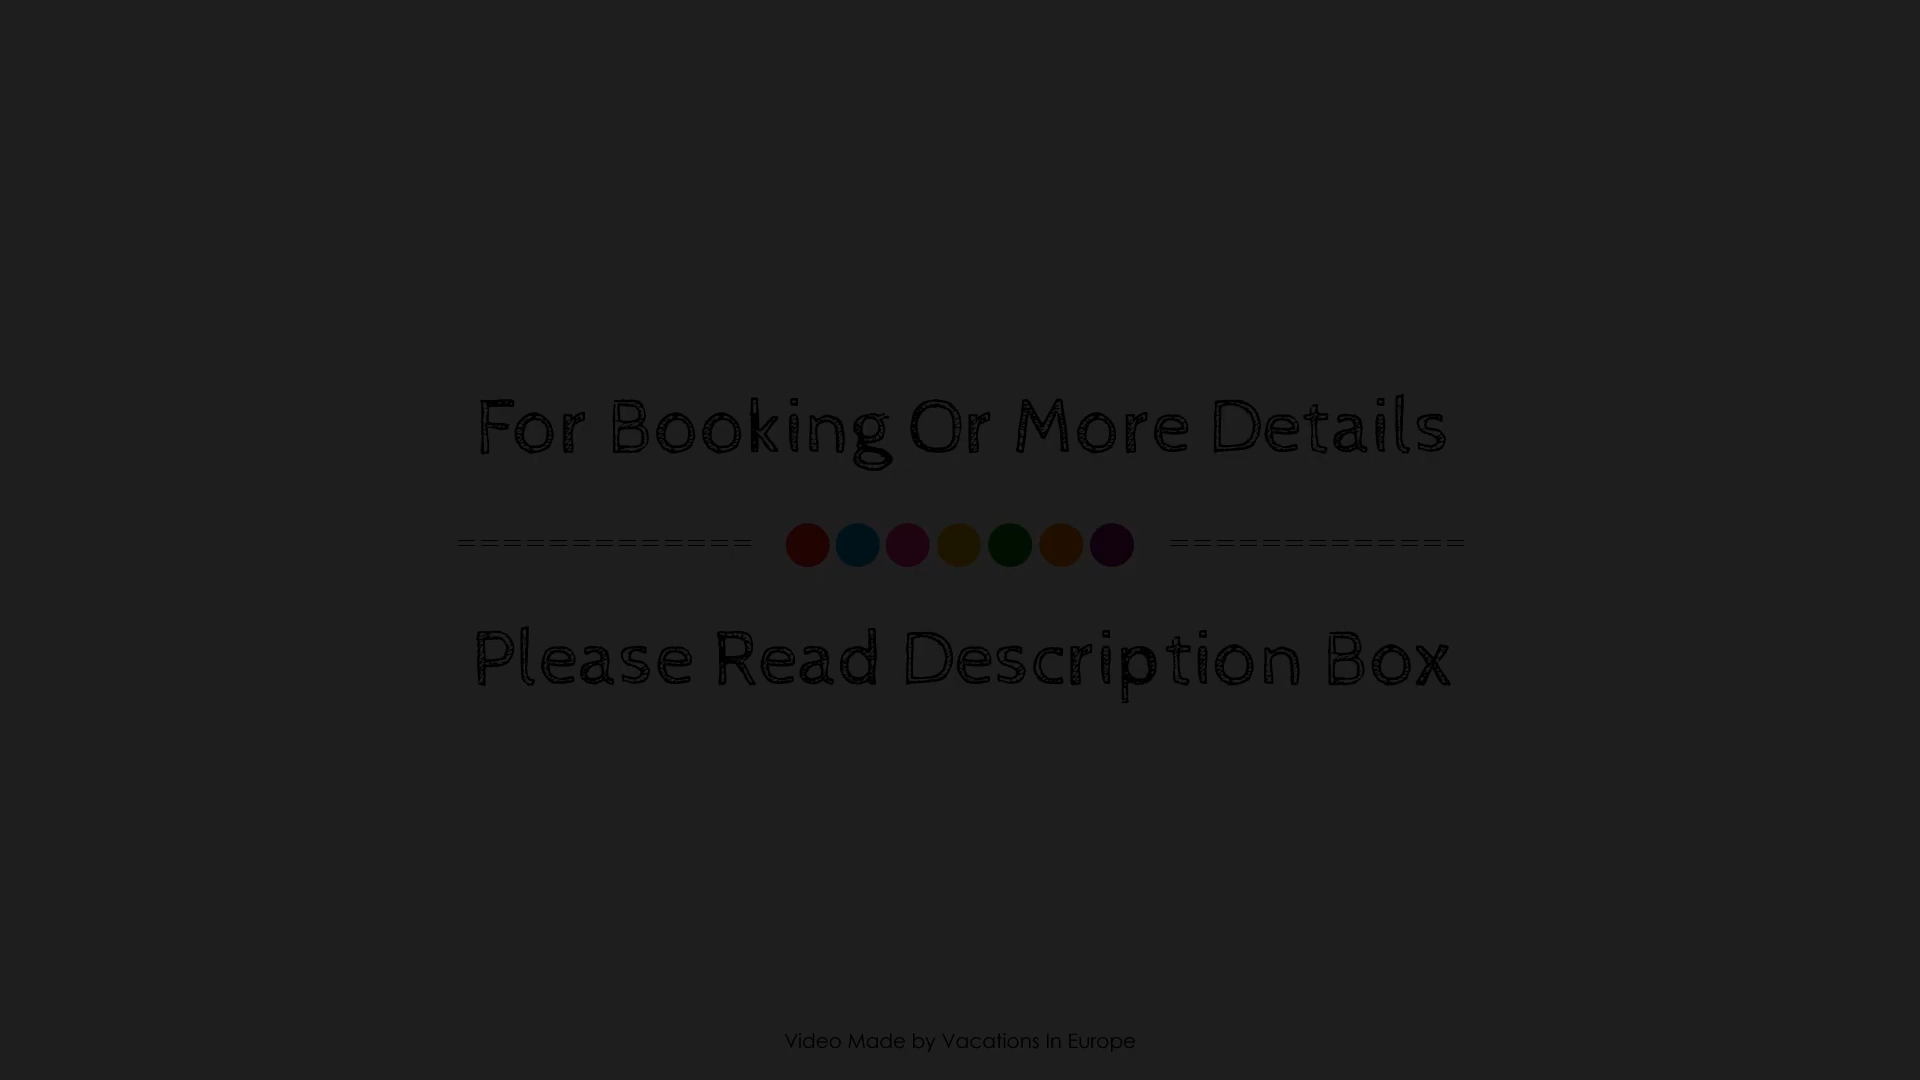 For Booking Or More Details
============= =============
Please Read Description Box
Video Made by Vacations In Europe